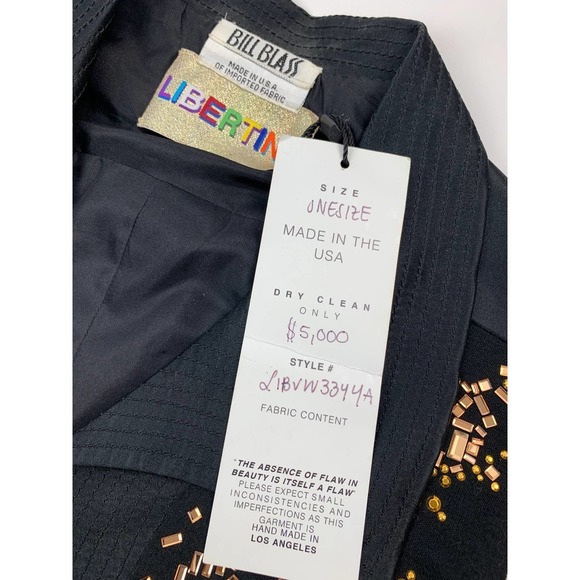 BILL BLASS
MADE IN U.S.A
OF IMPORTED FABRIC
LIBERTIN
SIZE
ONESIZE
MADE IN THE
USA
DRY CLEAN
ONLY
$5,000
STYLE #
LIBVW3344A
FABRIC CONTENT
"THE ABSENCE OF FLAW IN
BEAUTY IS ITSELF A FLAW"
PLEASE EXPECT SMALL
INCONSISTENCIES AND
IMPERFECTIONS AS THIS
GARMENT IS
HAND MADE IN
LOS ANGELES